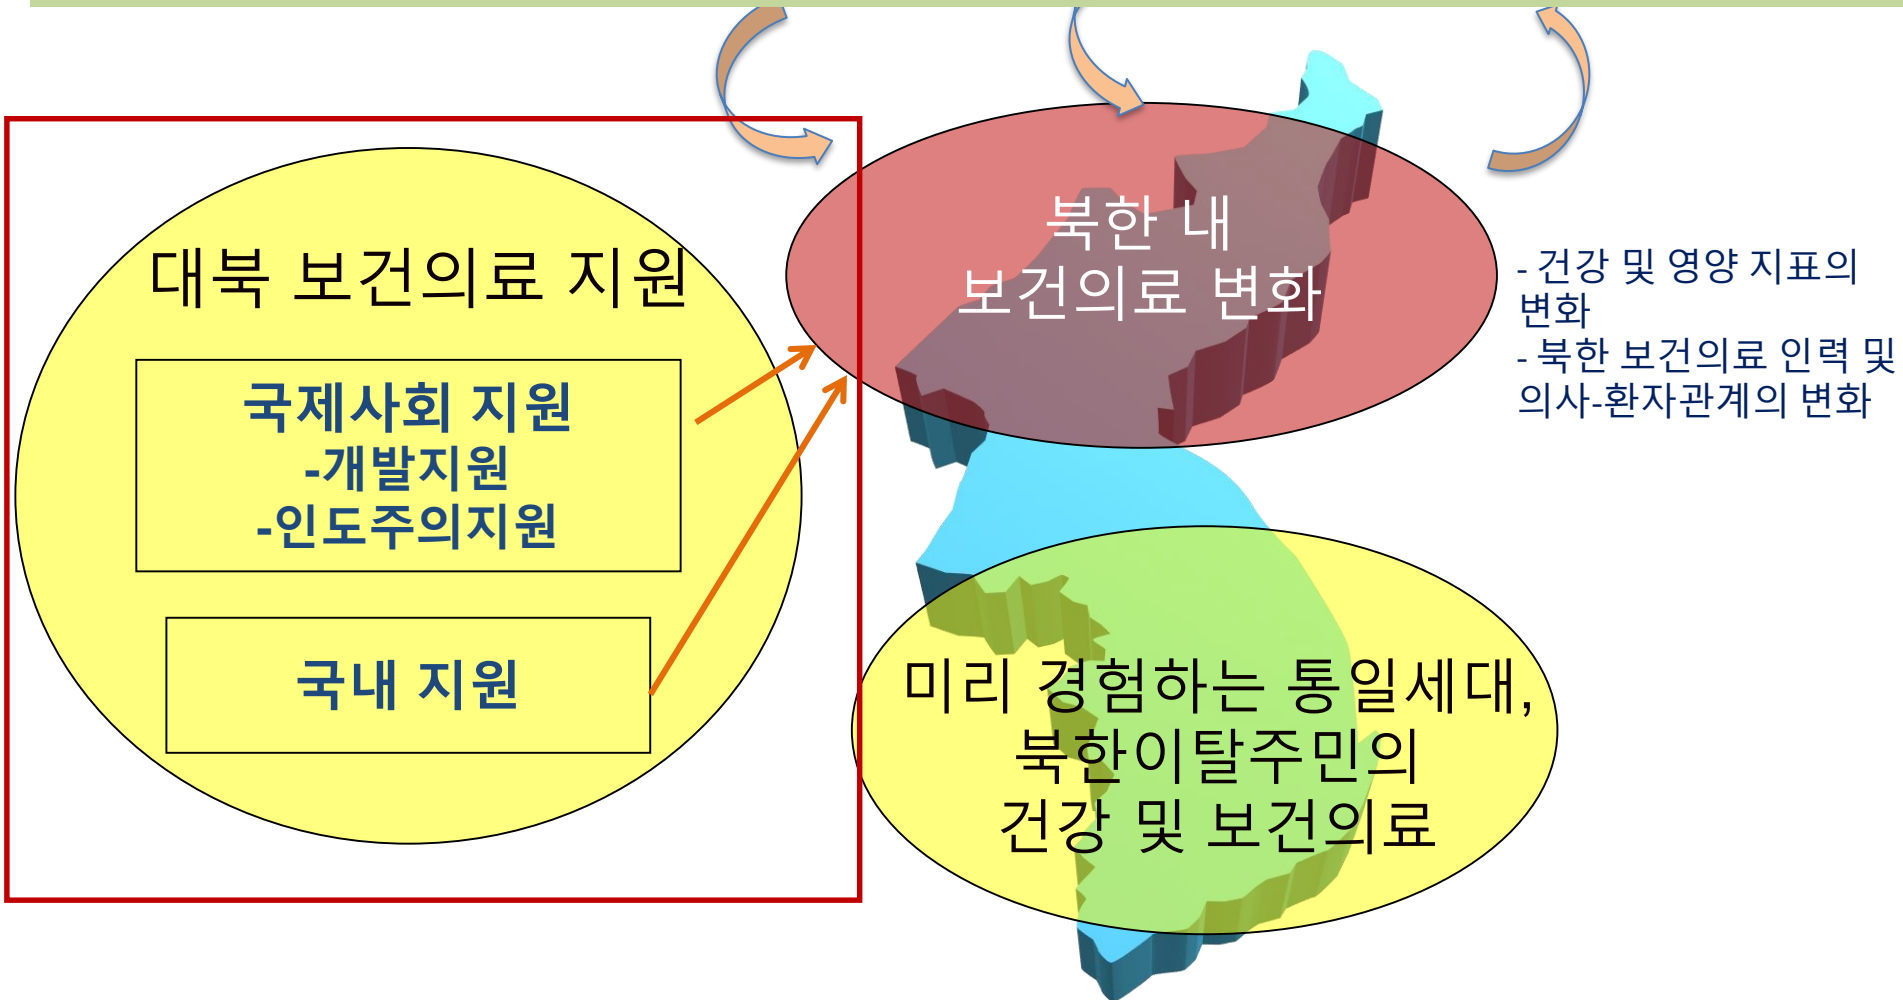 대북 보건의료 지원
국제사회 지원
-개발지원
-인도주의지원
국내 지원
북한 내
보건의료 변화
- 건강 및 영양 지표의
변화
- 북한 보건의료 인력 및
의사-환자관계의 변화
미리 경험하는 통일세대,
북한이탈주민의
건강 및 보건의료